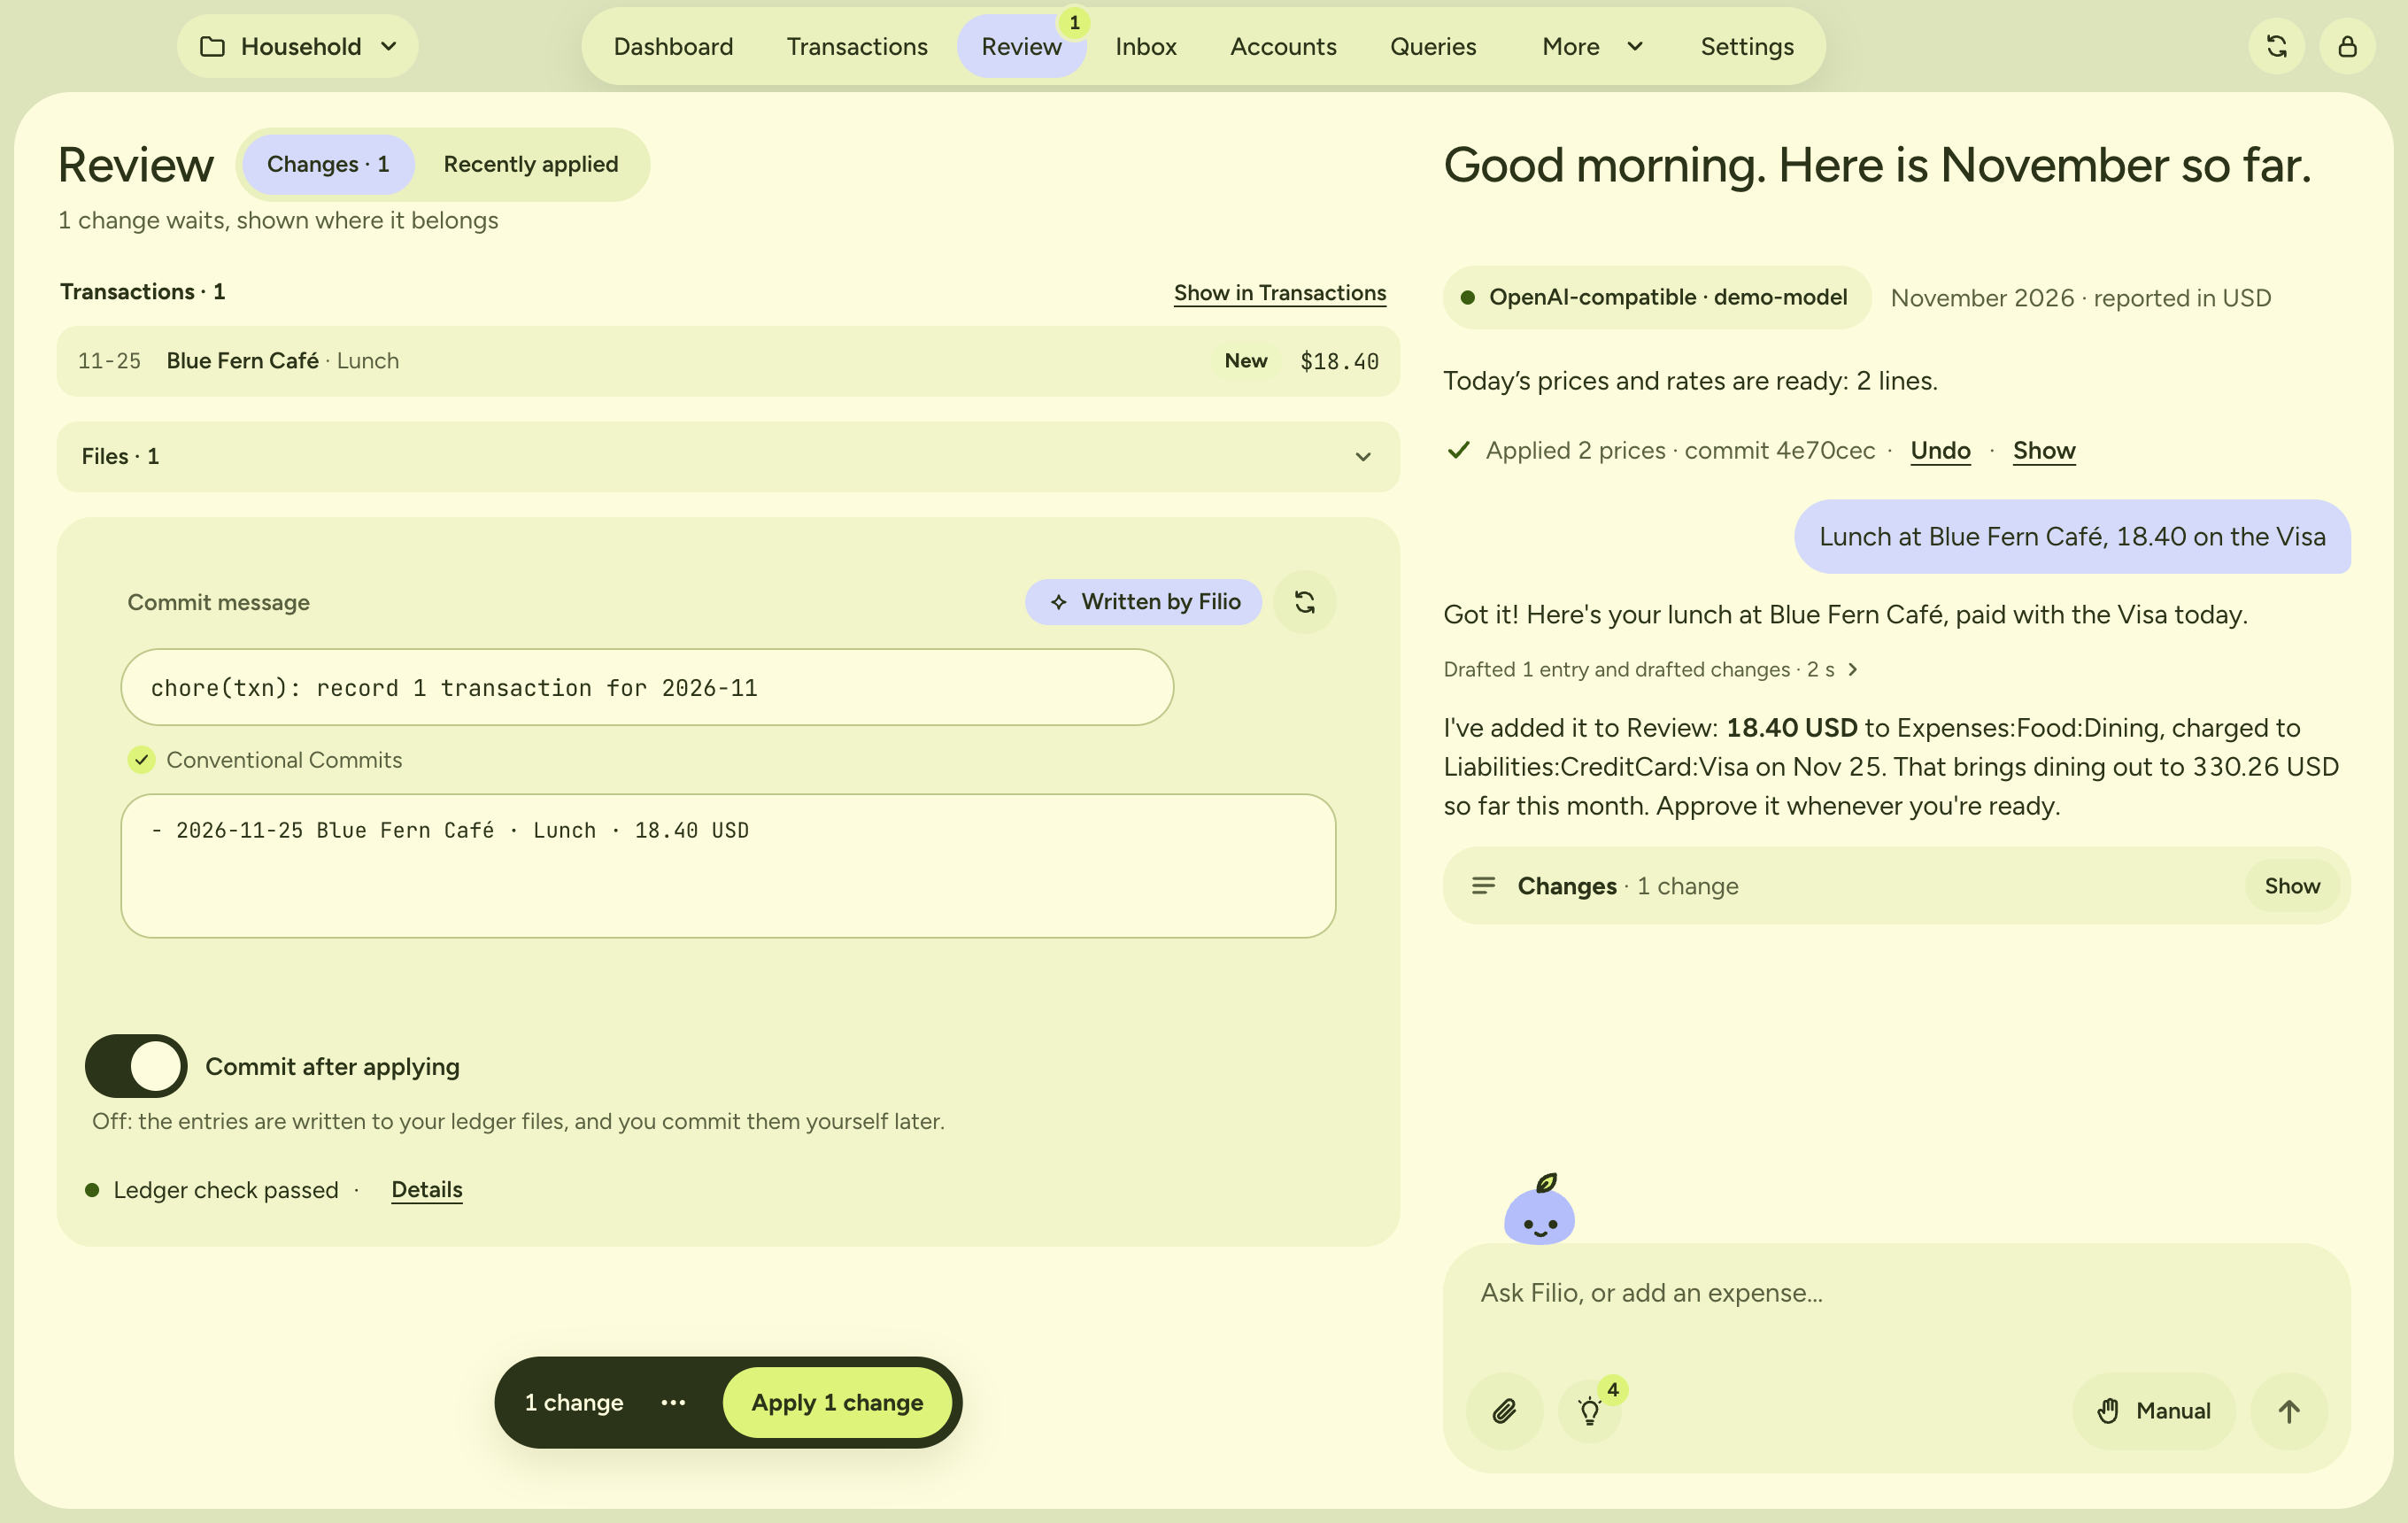 Household
Dashboard
Transactions
Review
1
Inbox
Accounts
Queries
More
Settings
Review
Changes · 1
Recently applied
1 change waits, shown where it belongs
Transactions · 1
Show in Transactions
11-25 Blue Fern Café · Lunch New $18.40
Files · 1
Commit message
Written by Filio
chore(txn): record 1 transaction for 2026-11
Conventional Commits
- 2026-11-25 Blue Fern Café · Lunch · 18.40 USD
Commit after applying
Off: the entries are written to your ledger files, and you commit them yourself later.
Ledger check passed · Details
1 change
Apply 1 change
Good morning. Here is November so far.
OpenAI-compatible · demo-model
November 2026 · reported in USD
Today’s prices and rates are ready: 2 lines.
Applied 2 prices · commit 4e70cec · Undo · Show
Lunch at Blue Fern Café, 18.40 on the Visa
Got it! Here's your lunch at Blue Fern Café, paid with the Visa today.
Drafted 1 entry and drafted changes · 2 s
I've added it to Review: 18.40 USD to Expenses:Food:Dining, charged to
Liabilities:CreditCard:Visa on Nov 25. That brings dining out to 330.26 USD
so far this month. Approve it whenever you're ready.
Changes · 1 change
Show
Ask Filio, or add an expense...
4
Manual